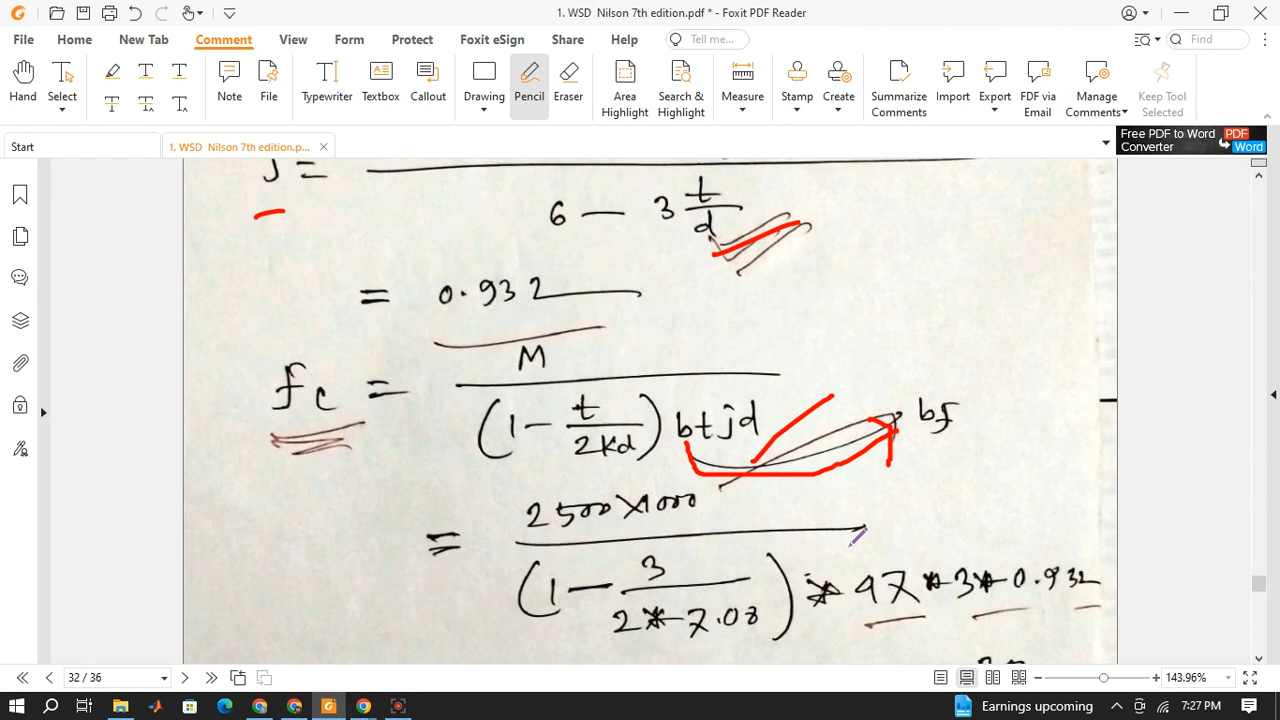 1. WSD Nilson 7th edition.pdf * - Foxit PDF Reader
File Home New Tab Comment View Form Protect Foxit eSign Share Help Tell me... Find
Hand Select Note File Typewriter Textbox Callout Drawing Pencil Eraser Area Highlight Search & Highlight Measure Stamp Create Summarize Comments Import Export PDF via Email Manage Comments Keep Tool Selected
Start 1. WSD Nilson 7th edition.p... Free PDF to Word Converter PDF Word
j =
6 - 3 t/d
= 0.932
fc = M / (1 - t/2kd) btjd bf
= 2500 × 1000 / (1 - 3 / 2*7.08) * 47 * 3 * 0.932
32 / 36 143.96%
Earnings upcoming 7:27 PM